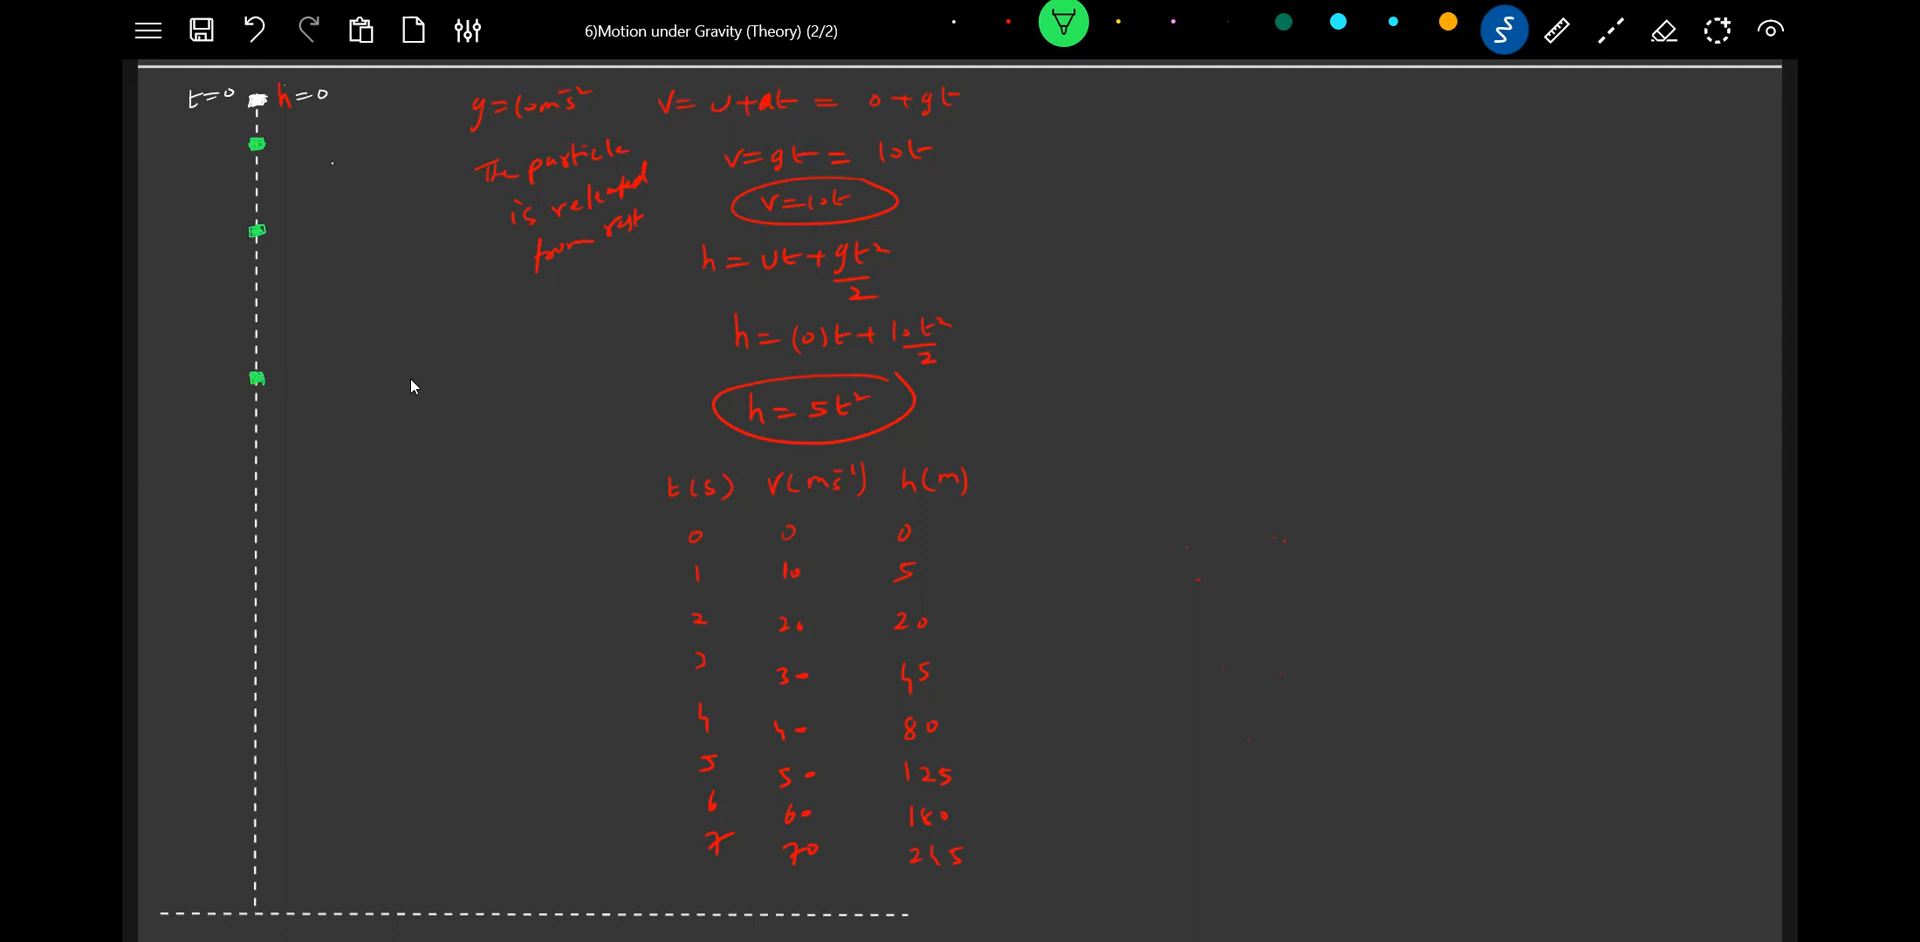 6)Motion under Gravity (Theory) (2/2)
t=0 h=0
g=10ms⁻²
The particle
is released
from rest
v= u+at = 0+gt
v=gt = 10t
v=10t
h= ut+gt²/2
h= (0)t+10t²/2
h= 5t²
t(s) v(ms⁻¹) h(m)
0 0 0
1 10 5
2 20 20
3 30 45
4 40 80
5 50 125
6 60 180
7 70 245